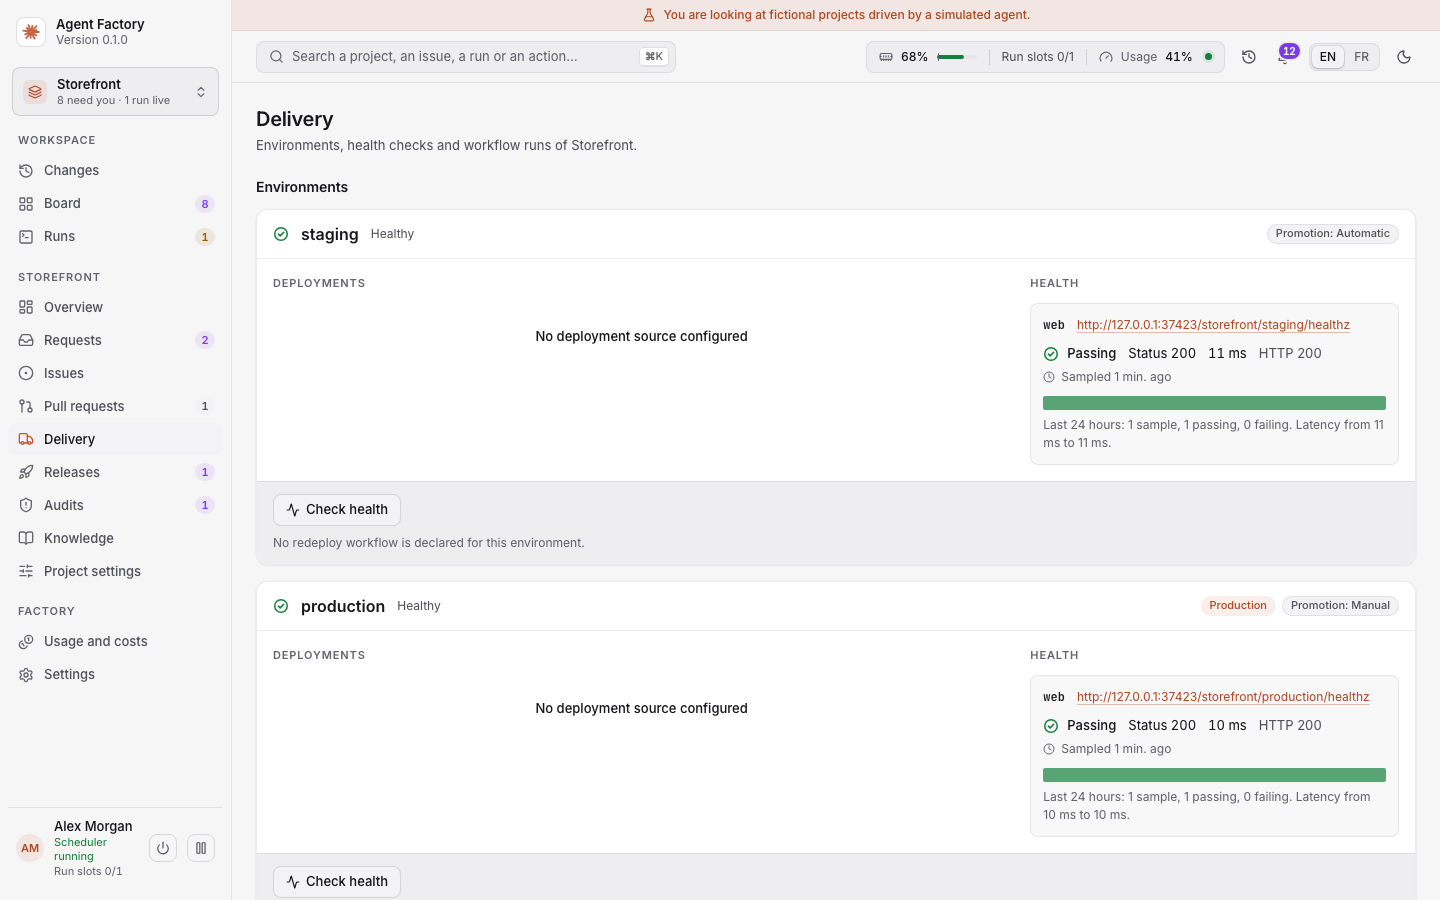 Agent Factory
Version 0.1.0
Storefront
8 need you · 1 run live
WORKSPACE
Changes
Board 8
Runs 1
STOREFRONT
Overview
Requests 2
Issues
Pull requests 1
Delivery
Releases 1
Audits 1
Knowledge
Project settings
FACTORY
Usage and costs
Settings
AM
Alex Morgan
Scheduler
running
Run slots 0/1
You are looking at fictional projects driven by a simulated agent.
Search a project, an issue, a run or an action... ⌘K
68% Run slots 0/1 Usage 41% 12 EN FR
Delivery
Environments, health checks and workflow runs of Storefront.
Environments
staging Healthy Promotion: Automatic
DEPLOYMENTS
No deployment source configured
HEALTH
web http://127.0.0.1:37423/storefront/staging/healthz
Passing Status 200 11 ms HTTP 200
Sampled 1 min. ago
Last 24 hours: 1 sample, 1 passing, 0 failing. Latency from 11
ms to 11 ms.
Check health
No redeploy workflow is declared for this environment.
production Healthy Production Promotion: Manual
DEPLOYMENTS
No deployment source configured
HEALTH
web http://127.0.0.1:37423/storefront/production/healthz
Passing Status 200 10 ms HTTP 200
Sampled 1 min. ago
Last 24 hours: 1 sample, 1 passing, 0 failing. Latency from
10 ms to 10 ms.
Check health